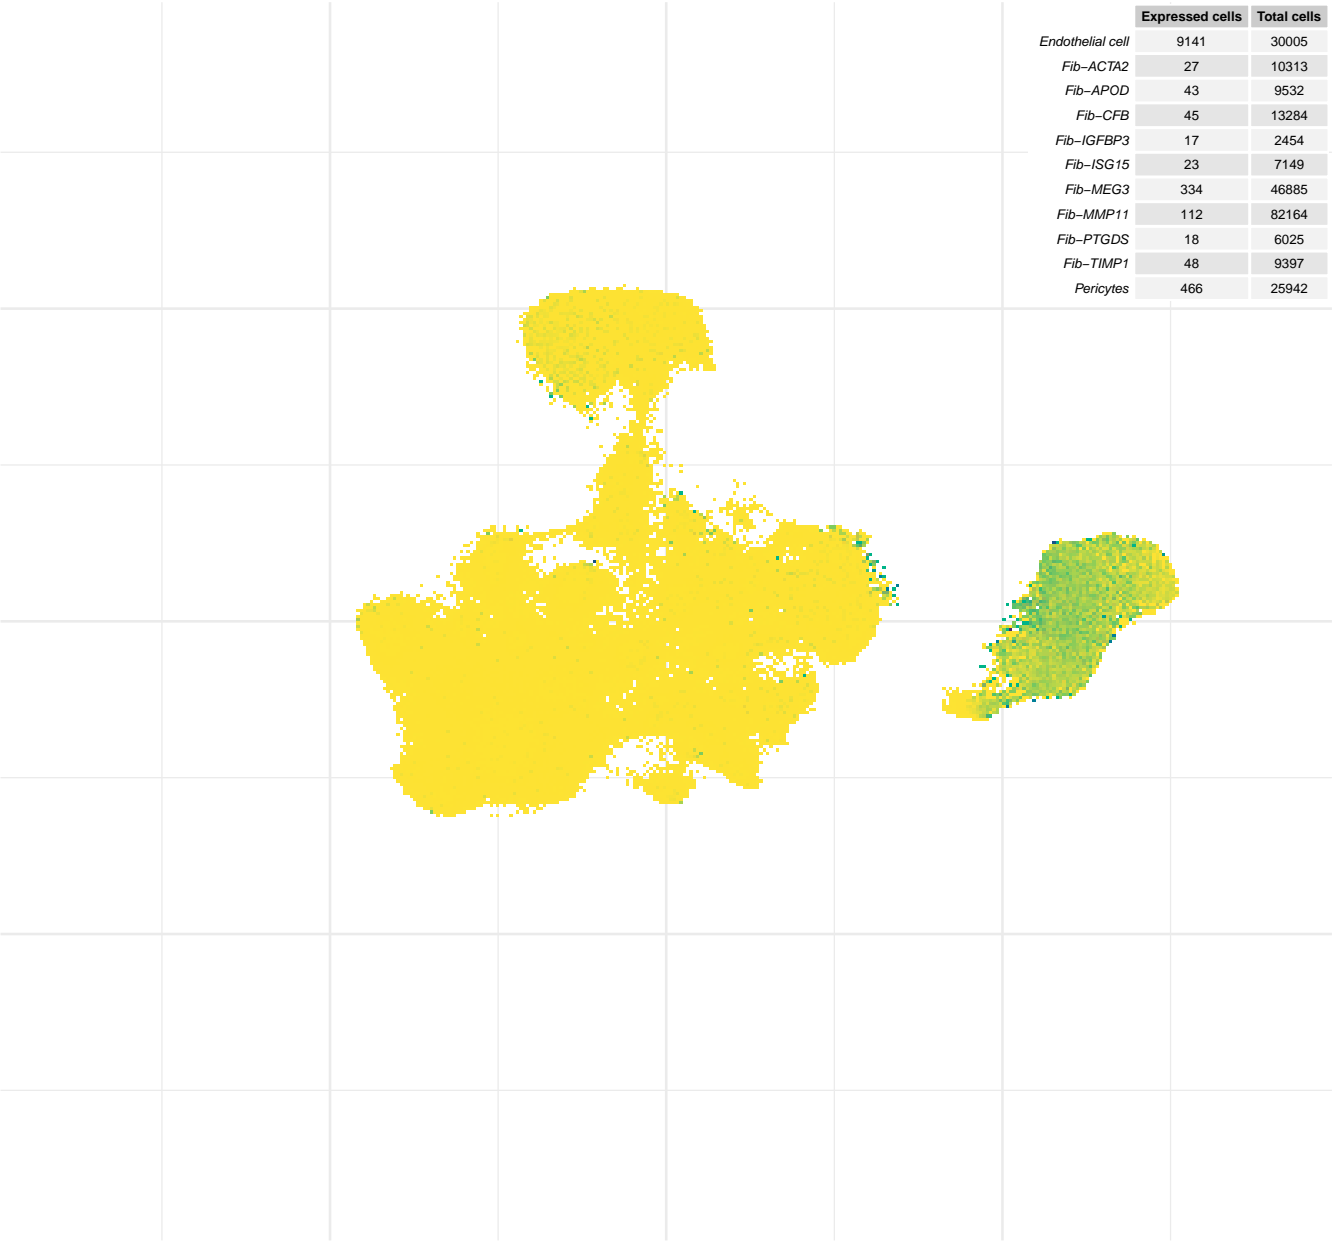 Expressed cells Total cells
Endothelial cell 9141 30005
Fib−ACTA2 27 10313
Fib−APOD 43 9532
Fib−CFB 45 13284
Fib−IGFBP3 17 2454
Fib−ISG15 23 7149
Fib−MEG3 334 46885
Fib−MMP11 112 82164
Fib−PTGDS 18 6025
Fib−TIMP1 48 9397
Pericytes 466 25942